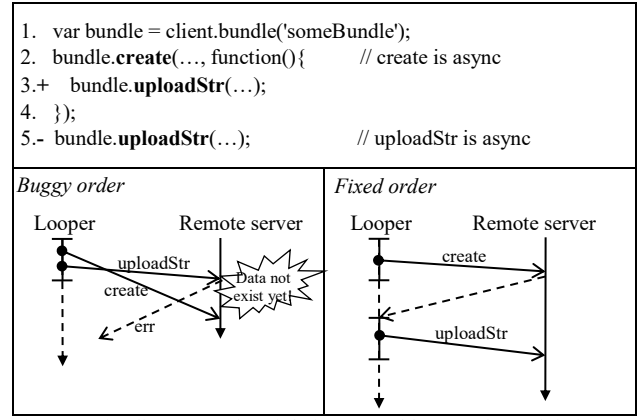 1. var bundle = client.bundle('someBundle');
2. bundle.create(…, function(){ // create is async
3.+ bundle.uploadStr(…);
4. });
5.- bundle.uploadStr(…); // uploadStr is async
Buggy order
Looper Remote server
uploadStr
create
Data not
exist yet!
err
Fixed order
Looper Remote server
create
uploadStr